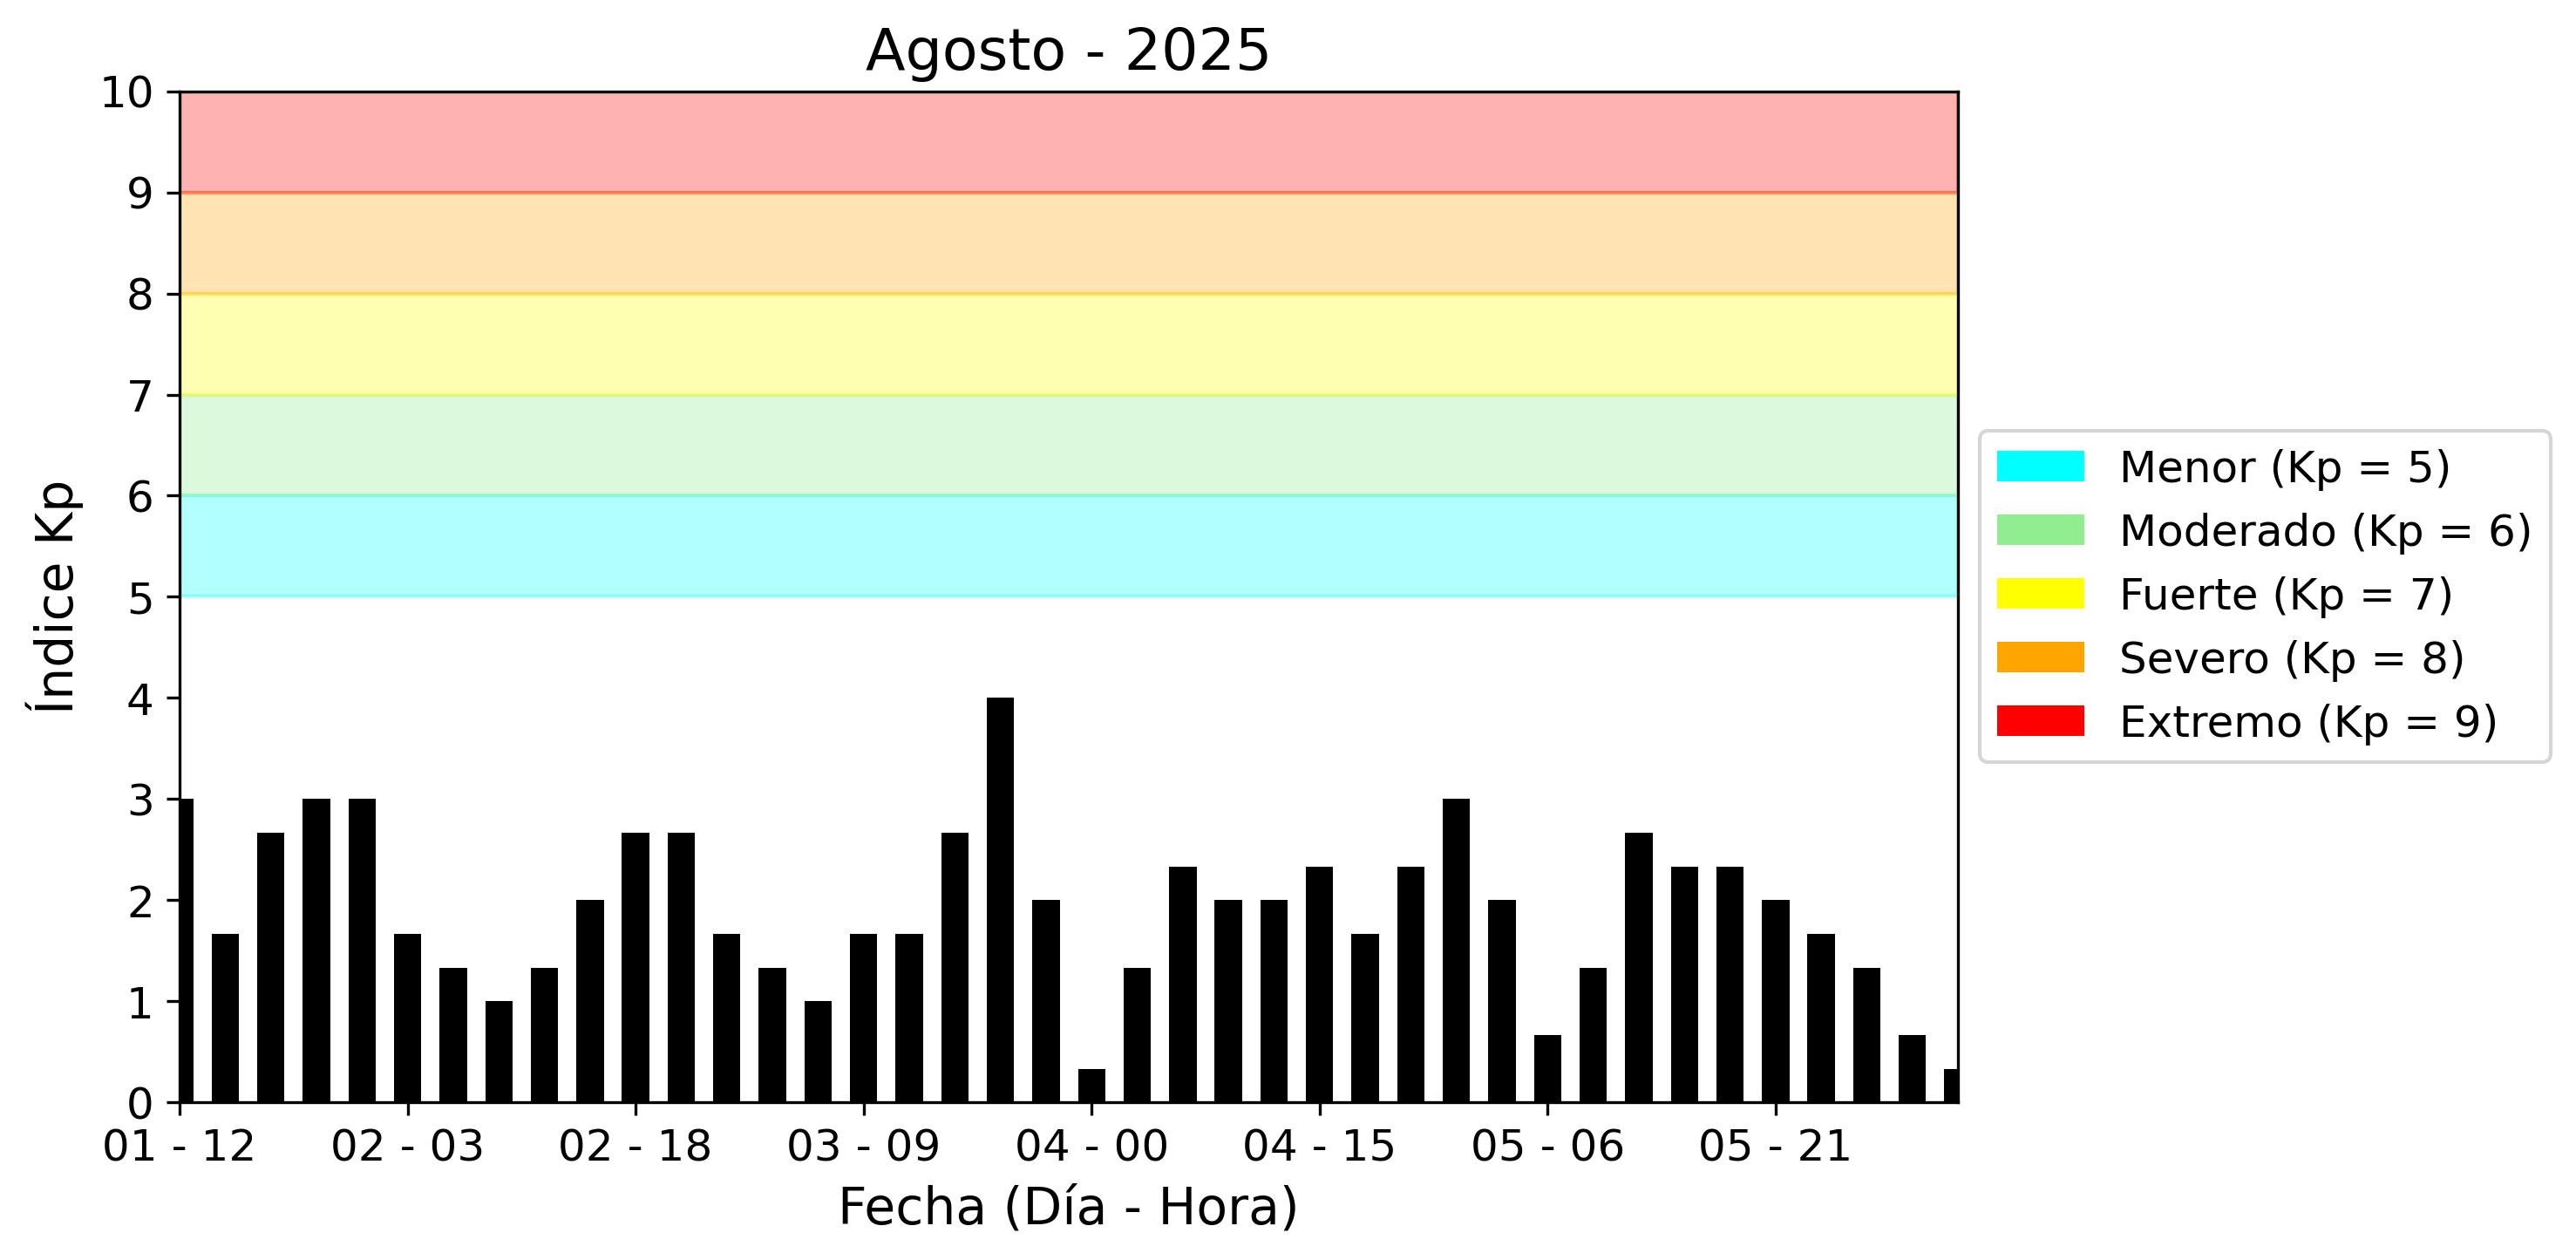 Agosto - 2025
Índice Kp
10
9
8
7
6
5
4
3
2
1
0
01 - 12
02 - 03
02 - 18
03 - 09
04 - 00
04 - 15
05 - 06
05 - 21
Fecha (Día - Hora)
Menor (Kp = 5)
Moderado (Kp = 6)
Fuerte (Kp = 7)
Severo (Kp = 8)
Extremo (Kp = 9)